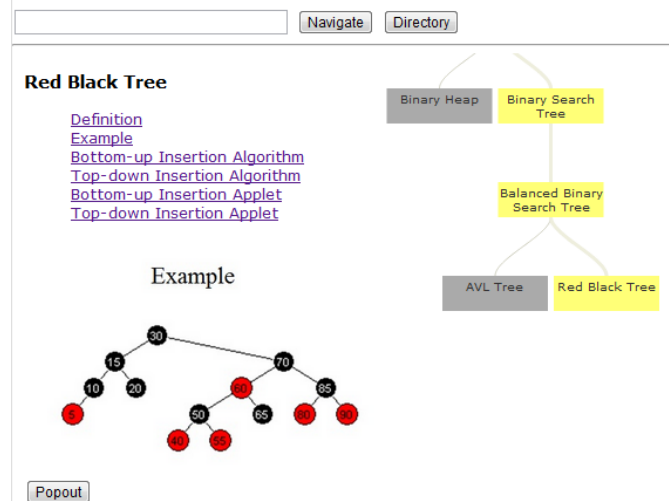 Navigate
Directory
Red Black Tree
Definition
Example
Bottom-up Insertion Algorithm
Top-down Insertion Algorithm
Bottom-up Insertion Applet
Top-down Insertion Applet
Binary Heap
Binary Search
Tree
Balanced Binary
Search Tree
AVL Tree
Red Black Tree
Example
30
15
70
10
20
60
85
5
50
65
80
90
40
55
Popout